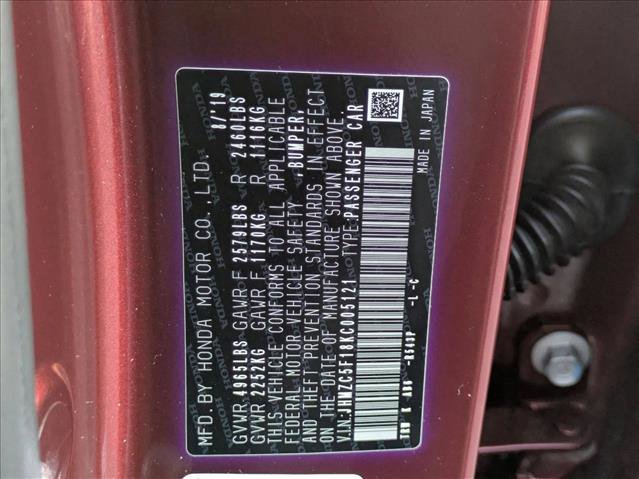 MFD.BY HONDA MOTOR CO.,LTD. 8/'19
GVWR 4965LBS GAWR F 2579LBS R 2460LBS
GVWR 2252KG GAWR F 1170KG R 1116KG
THIS VEHICLE CONFORMS TO ALL APPLICABLE
FEDERAL MOTOR VEHICLE SAFETY ,BUMPER,
AND THEFT PREVENTION STANDARDS IN EFFECT
ON THE DATE OF MANUFACTURE SHOWN ABOVE.
V.I.N.:JHMZC5F18KC005121 TYPE:PASSENGER CAR
-L -C MADE IN JAPAN
-R543P